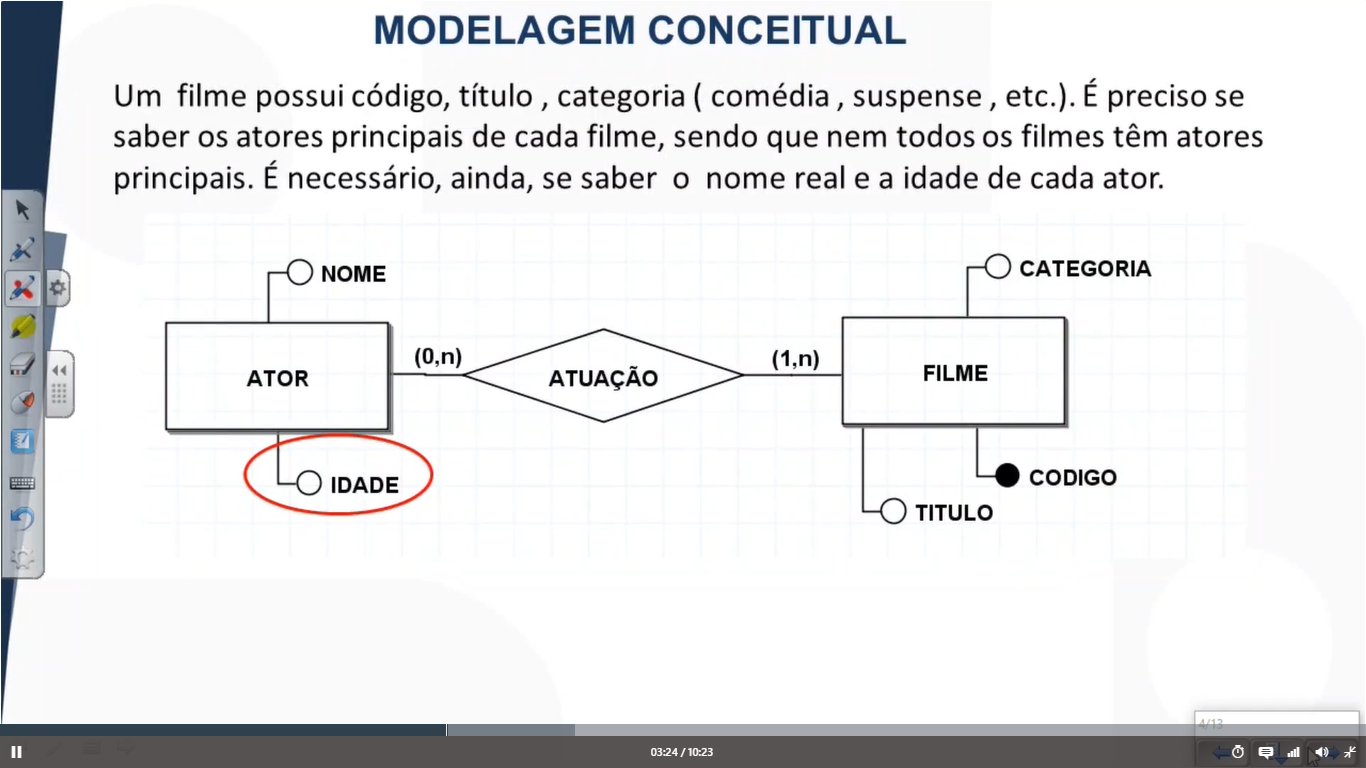 MODELAGEM CONCEITUAL
Um filme possui código, título , categoria ( comédia , suspense , etc.). É preciso se
saber os atores principais de cada filme, sendo que nem todos os filmes têm atores
principais. É necessário, ainda, se saber o nome real e a idade de cada ator.
NOME
CATEGORIA
(0,n)
(1,n)
ATOR
ATUAÇÃO
FILME
IDADE
CODIGO
TITULO
4/13
03:24 / 10:23